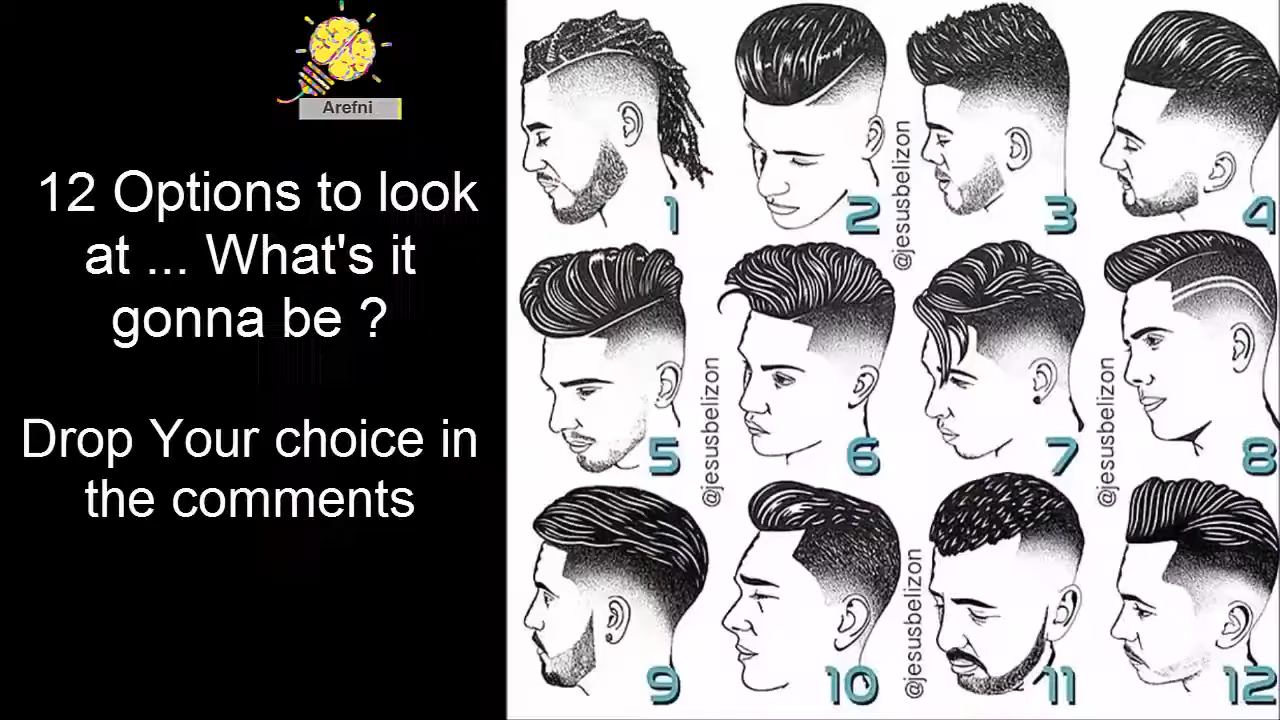 Arefni
12 Options to look
at ... What's it
gonna be ?
Drop Your choice in
the comments
1
2
@jesusbelizon
3
4
5
@jesusbelizon
6
7
@jesusbelizon
8
9
10
@jesusbelizon
11
12